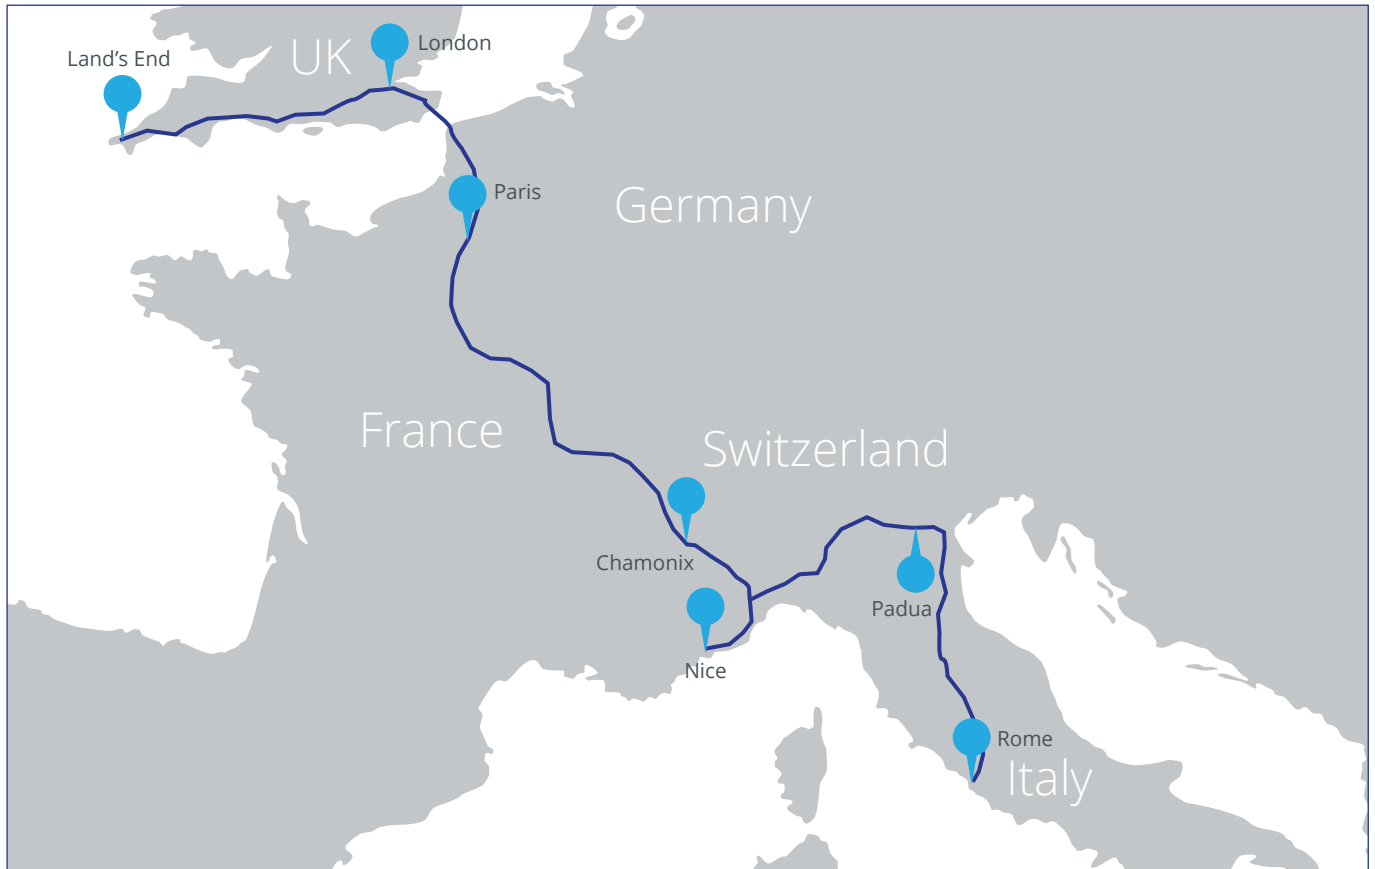 London
UK
Land's End
Paris
Germany
France
Switzerland
Chamonix
Padua
Nice
Rome
Italy